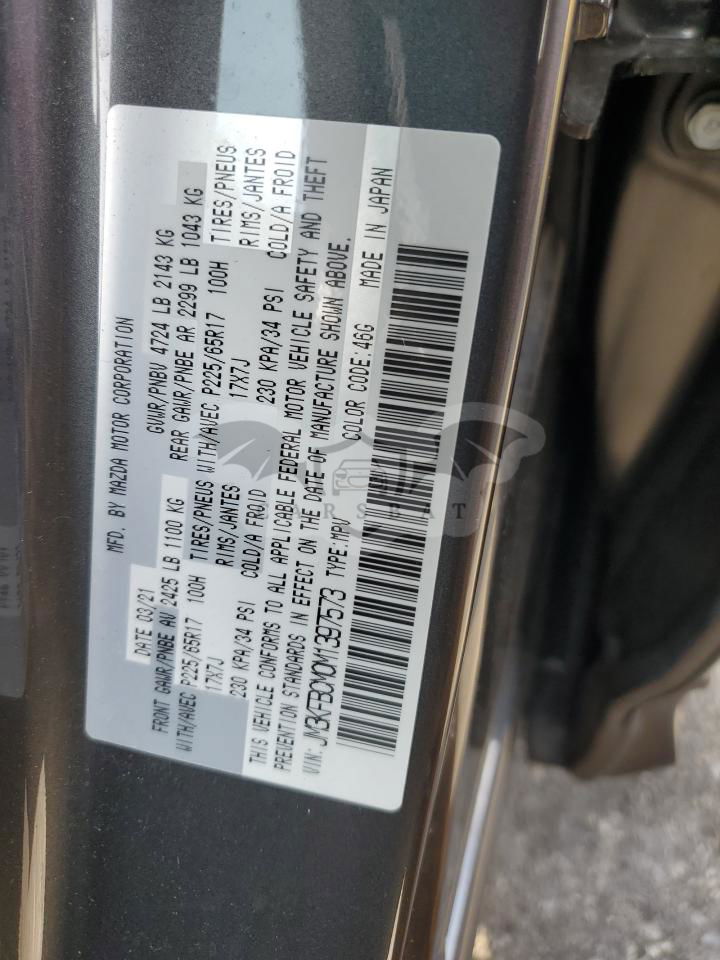 MFD. BY MAZDA MOTOR CORPORATION
DATE 03/21 GVWR/PNBV 4724 LB 2143 KG
FRONT GAWR/PNBE AV 2425 LB 1100 KG REAR GAWR/PNBE AR 2299 LB 1043 KG
WITH/AVEC P225/65R17 100H TIRES/PNEUS WITH/AVEC P225/65R17 100H TIRES/PNEUS
17X7J RIMS/JANTES 17X7J RIMS/JANTES
230 KPA/34 PSI COLD/A FROID 230 KPA/34 PSI COLD/A FROID
THIS VEHICLE CONFORMS TO ALL APPLICABLE FEDERAL MOTOR VEHICLE SAFETY AND THEFT
PREVENTION STANDARDS IN EFFECT ON THE DATE OF MANUFACTURE SHOWN ABOVE.
VIN: JM3KFBCM0M1397573 TYPE:MPV COLOR CODE:46G MADE IN JAPAN